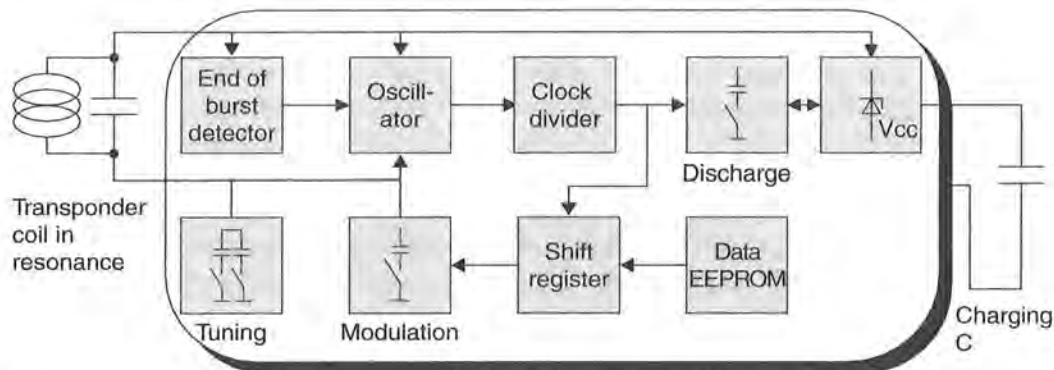 End of
burst
detector
Oscill-
ator
Clock
divider
Discharge
Vcc
Transponder
coil in
resonance
Tuning
Modulation
Shift
register
Data
EEPROM
Charging
C